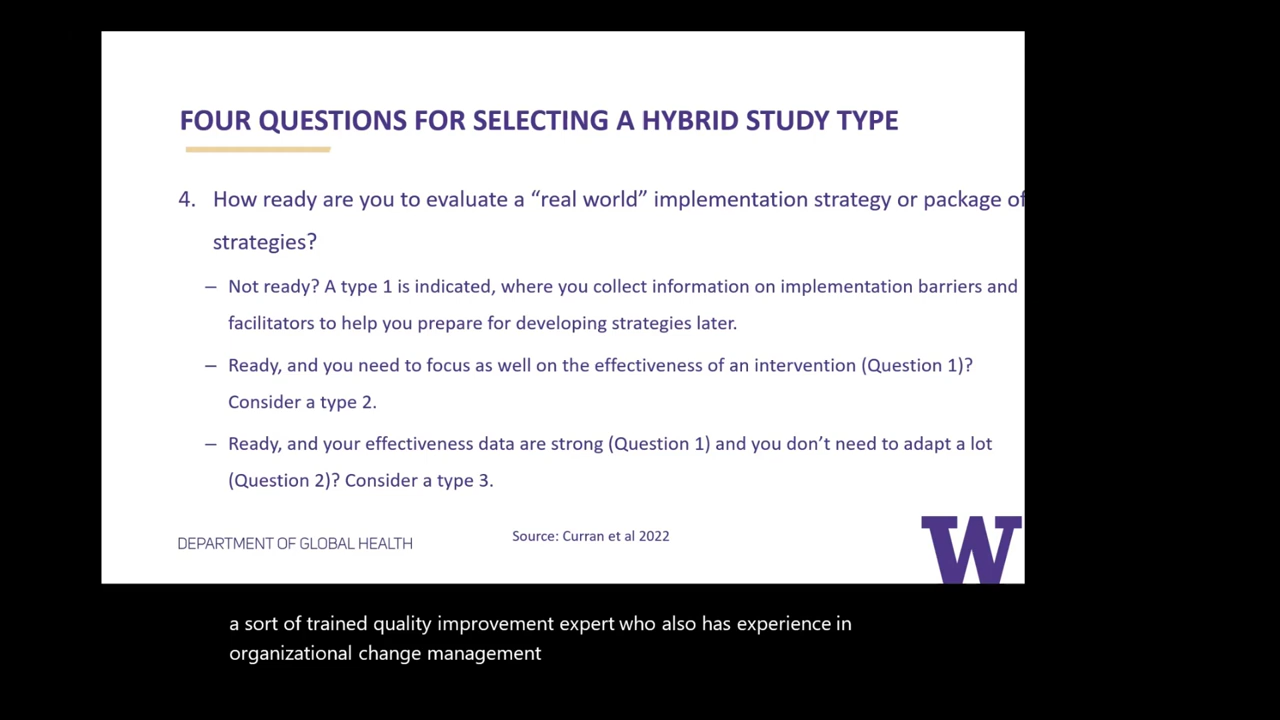 FOUR QUESTIONS FOR SELECTING A HYBRID STUDY TYPE
4. How ready are you to evaluate a “real world” implementation strategy or package of
strategies?
– Not ready? A type 1 is indicated, where you collect information on implementation barriers and
facilitators to help you prepare for developing strategies later.
– Ready, and you need to focus as well on the effectiveness of an intervention (Question 1)?
Consider a type 2.
– Ready, and your effectiveness data are strong (Question 1) and you don’t need to adapt a lot
(Question 2)? Consider a type 3.
Source: Curran et al 2022
DEPARTMENT OF GLOBAL HEALTH
W
a sort of trained quality improvement expert who also has experience in
organizational change management